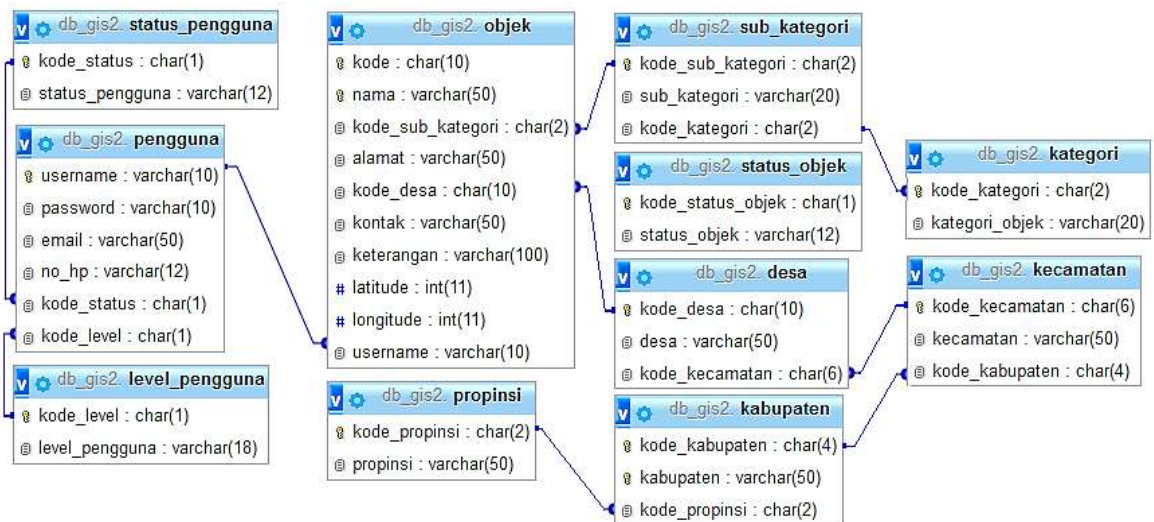 db_gis2. status_pengguna
kode_status : char(1)
status_pengguna : varchar(12)
db_gis2. pengguna
username : varchar(10)
password : varchar(10)
email : varchar(50)
no_hp : varchar(12)
kode_status : char(1)
kode_level : char(1)
db_gis2. level_pengguna
kode_level : char(1)
level_pengguna : varchar(18)
db_gis2. objek
kode : char(10)
nama : varchar(50)
kode_sub_kategori : char(2)
alamat : varchar(50)
kode_desa : char(10)
kontak : varchar(50)
keterangan : varchar(100)
# latitude : int(11)
# longitude : int(11)
username : varchar(10)
db_gis2. propinsi
kode_propinsi : char(2)
propinsi : varchar(50)
db_gis2. sub_kategori
kode_sub_kategori : char(2)
sub_kategori : varchar(20)
kode_kategori : char(2)
db_gis2. status_objek
kode_status_objek : char(1)
status_objek : varchar(12)
db_gis2. desa
kode_desa : char(10)
desa : varchar(50)
kode_kecamatan : char(6)
db_gis2. kabupaten
kode_kabupaten : char(4)
kabupaten : varchar(50)
kode_propinsi : char(2)
db_gis2. kategori
kode_kategori : char(2)
kategori_objek : varchar(20)
db_gis2. kecamatan
kode_kecamatan : char(6)
kecamatan : varchar(50)
kode_kabupaten : char(4)